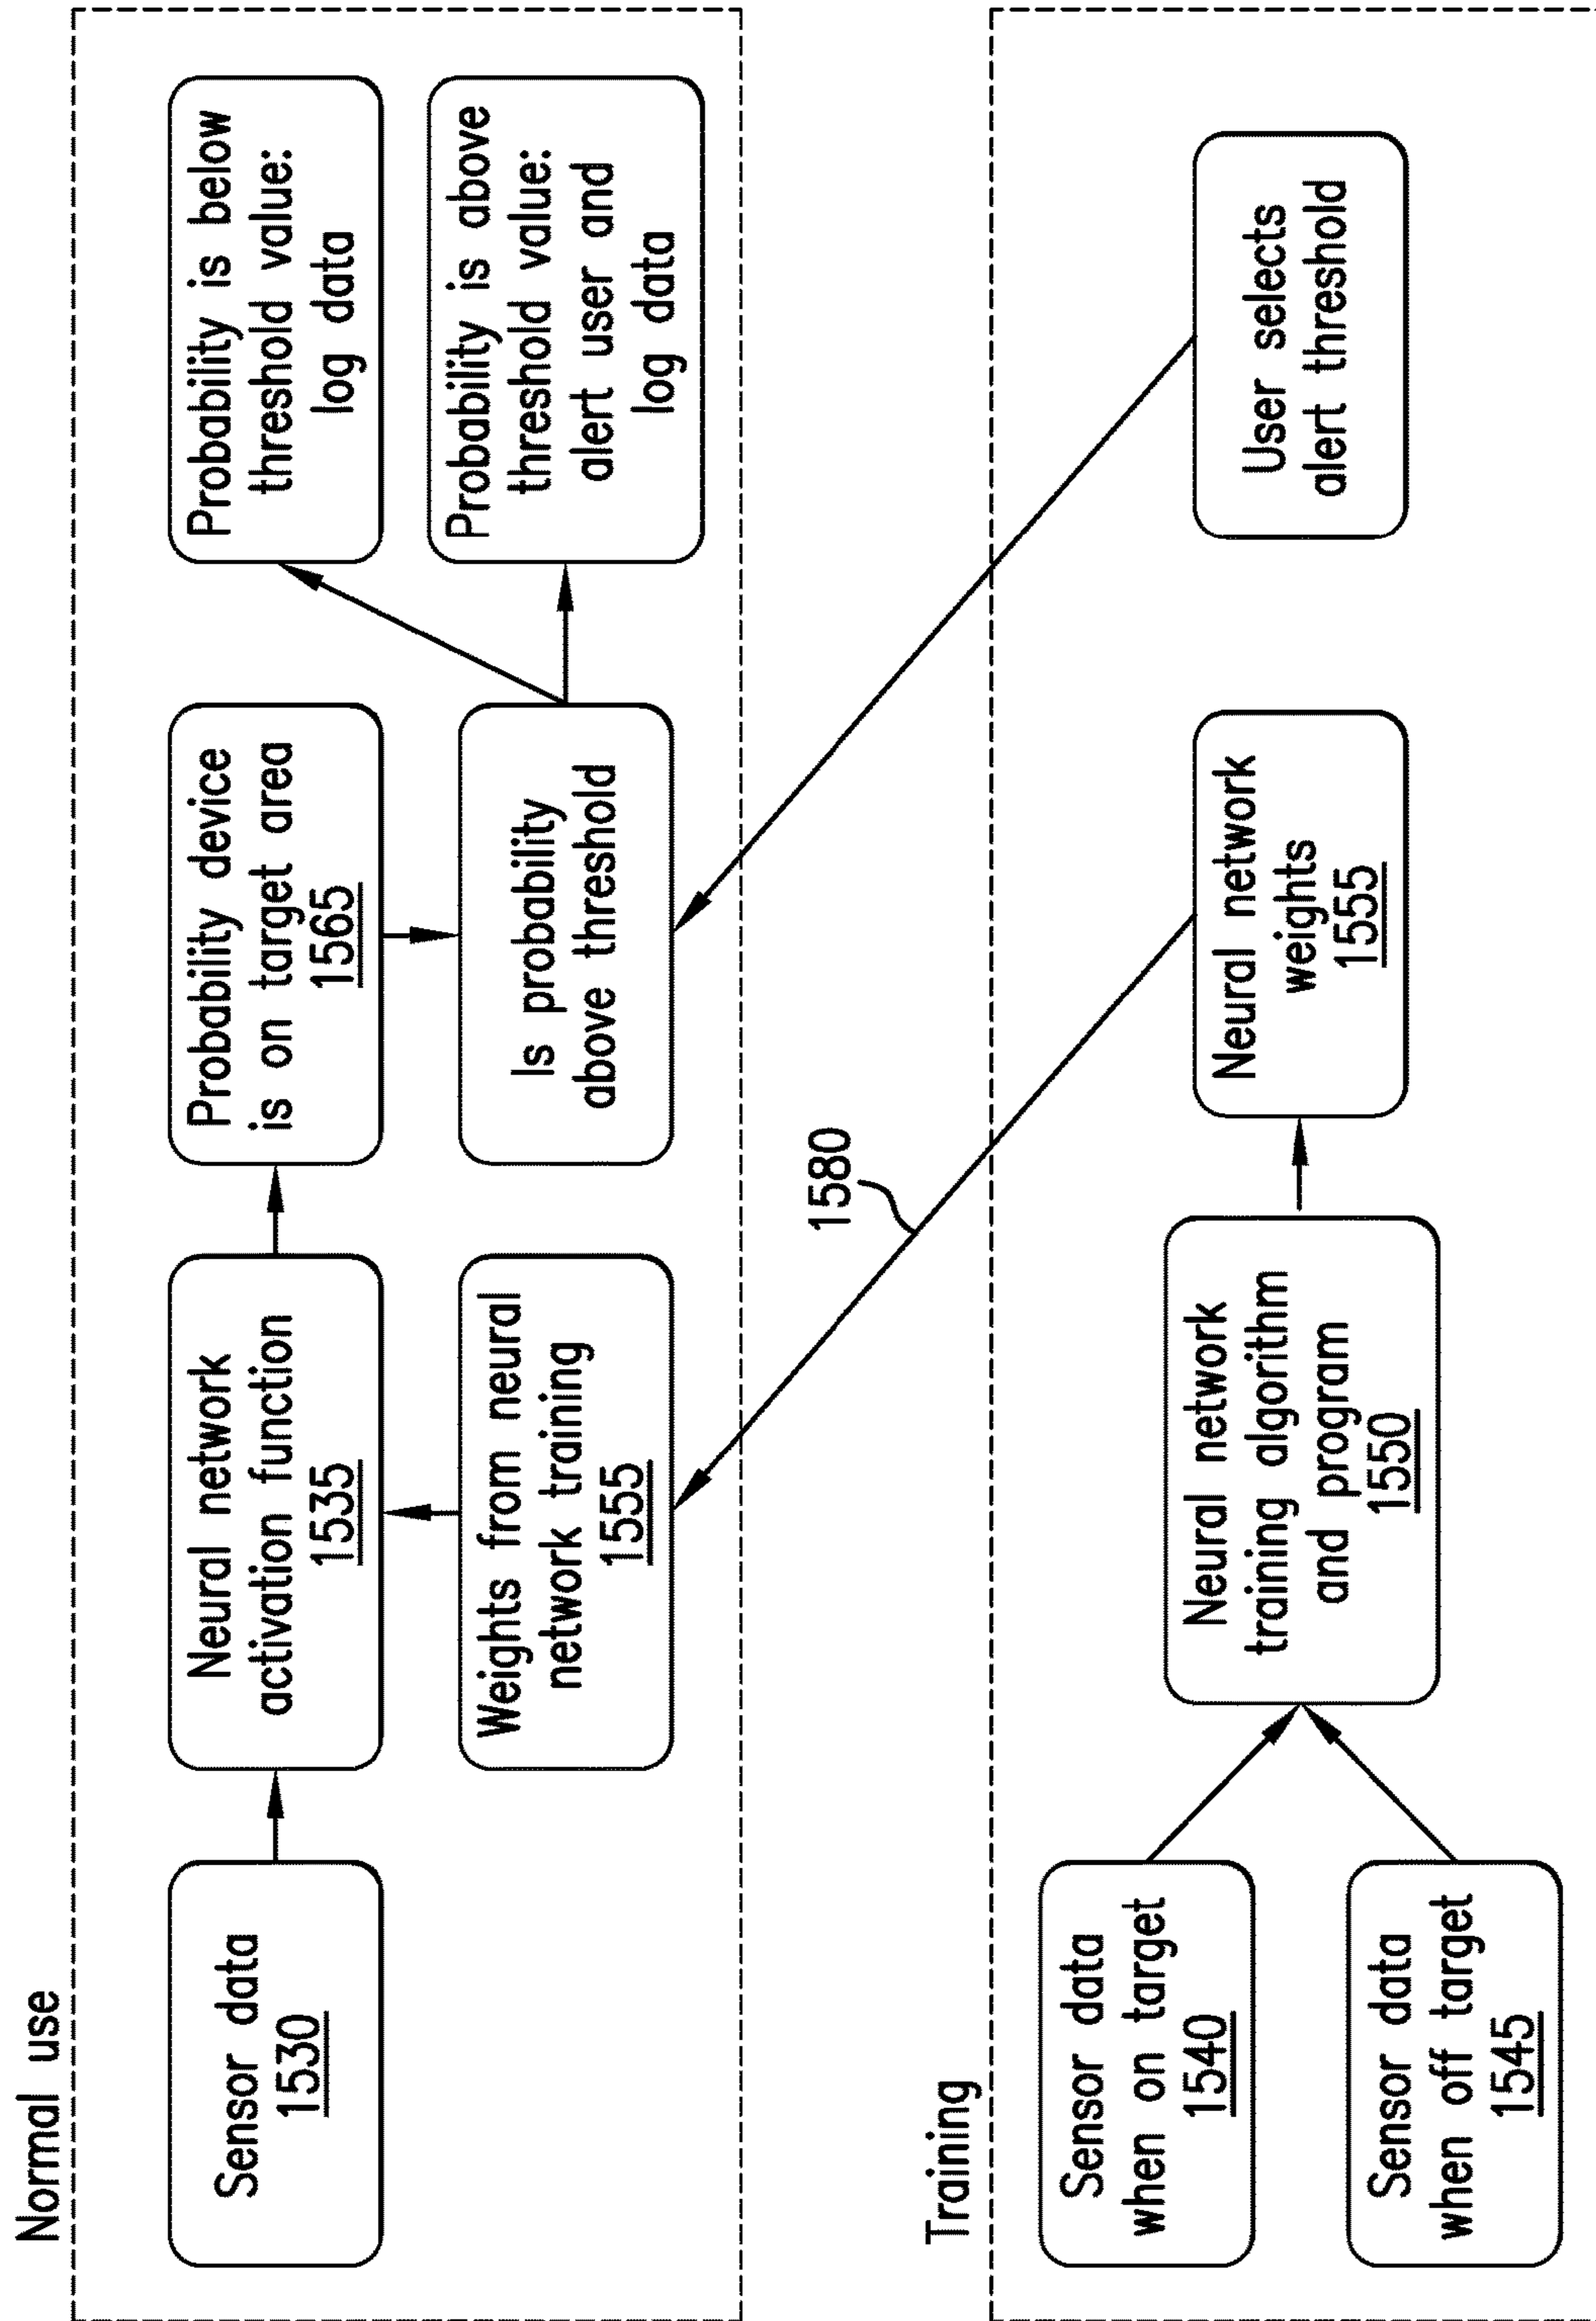 Normal use
Sensor data
1530
Neural network
activation function
1535
Weights from neural
network training
1555
Probability device
is on target area
1565
Is probability
above threshold
Probability is below
threshold value:
log data
Probability is above
threshold value:
alert user and
log data
1580
Training
Sensor data
when on target
1540
Sensor data
when off target
1545
Neural network
training algorithm
and program
1550
Neural network
weights
1555
User selects
alert threshold